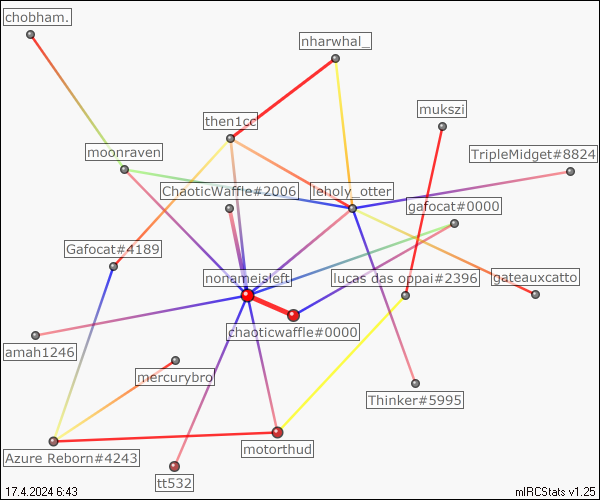 chobham.
nharwhal_
mukszi
then1cc
TripleMidget#8824
moonraven
ChaoticWaffle#2006
leholy_otter
gafocat#0000
Gafocat#4189
nonameisleft
lucas das oppai#2396
gateauxcatto
chaoticwaffle#0000
amah1246
mercurybro
Thinker#5995
motorthud
Azure Reborn#4243
tt532
17.4.2024 6:43
mIRCStats v1.25